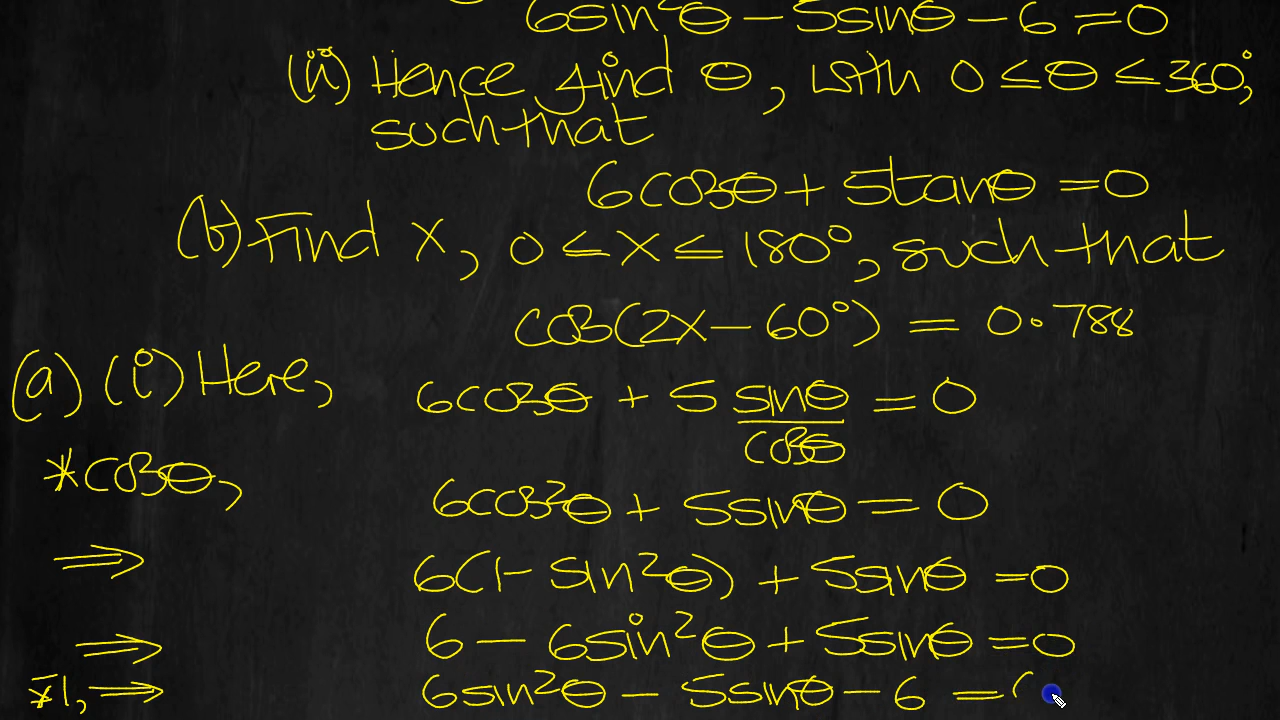 6sin²θ − 5sinθ − 6 = 0
(ii) Hence find θ, with 0 ≤ θ ≤ 360°,
such that
6cosθ + 5tanθ = 0
(b) Find x, 0 ≤ x ≤ 180°, such that
cos(2x − 60°) = 0.788
(a) (i) Here, 6cosθ + 5 sinθ/cosθ = 0
*cosθ, 6cos²θ + 5sinθ = 0
⇒ 6(1 − sin²θ) + 5sinθ = 0
⇒ 6 − 6sin²θ + 5sinθ = 0
*-1, ⇒ 6sin²θ − 5sinθ − 6 =